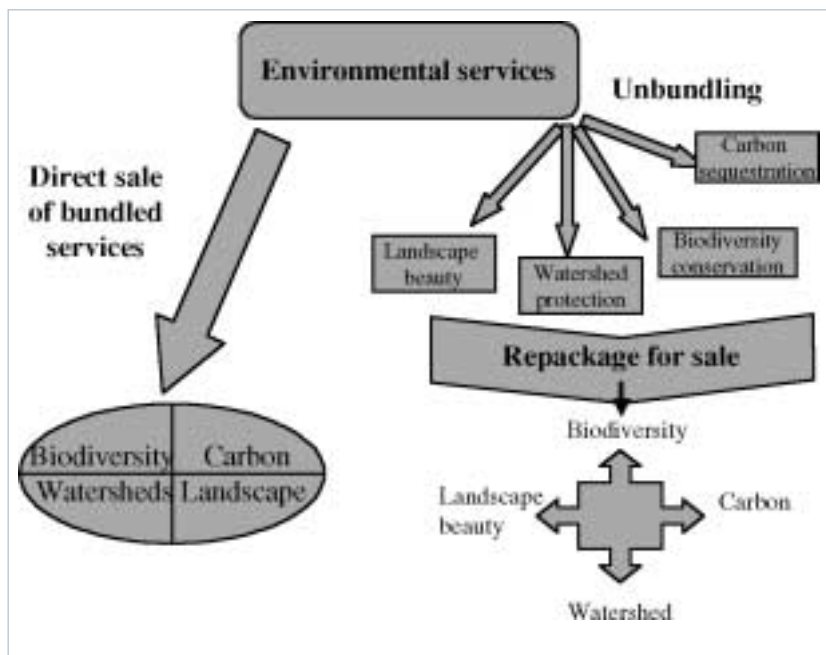 Environmental services
Unbundling
Direct sale
of bundled
services
Carbon
sequestration
Landscape
beauty
Watershed
protection
Biodiversity
conservation
Repackage for sale
Biodiversity
Carbon
Watersheds
Landscape
Biodiversity
Landscape
beauty
Carbon
Watershed